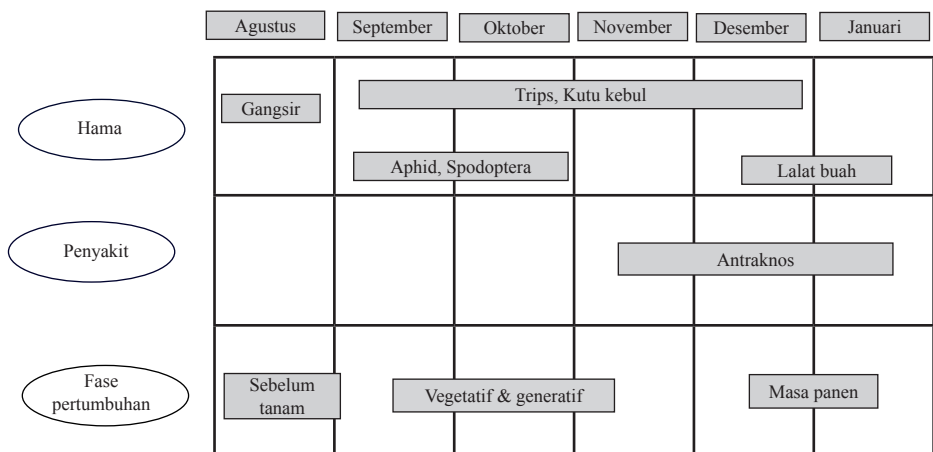 Agustus
September
Oktober
November
Desember
Januari
Hama
Gangsir
Trips, Kutu kebul
Aphid, Spodoptera
Lalat buah
Penyakit
Antraknos
Fase
pertumbuhan
Sebelum
tanam
Vegetatif & generatif
Masa panen